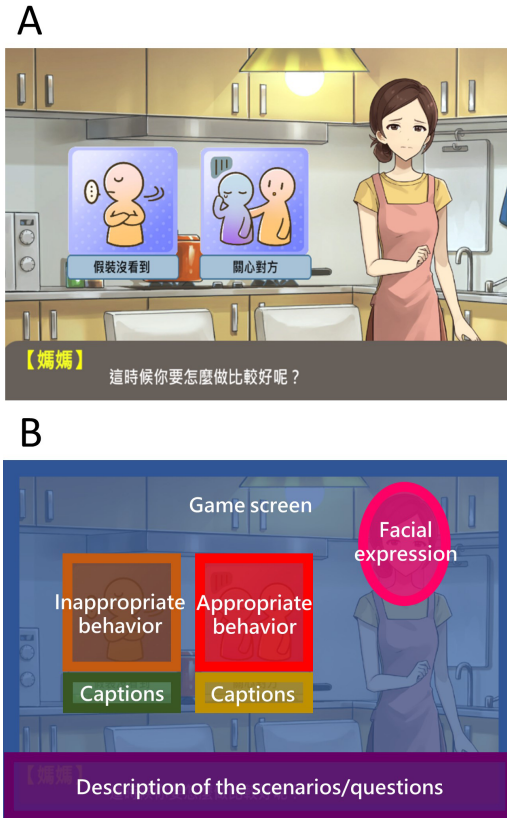 A
假裝沒看到
關心對方
【媽媽】
這時候你要怎麼做比較好呢？
B
Game screen
Facial
expression
Inappropriate
behavior
Appropriate
behavior
Captions
Captions
【媽媽】
Description of the scenarios/questions